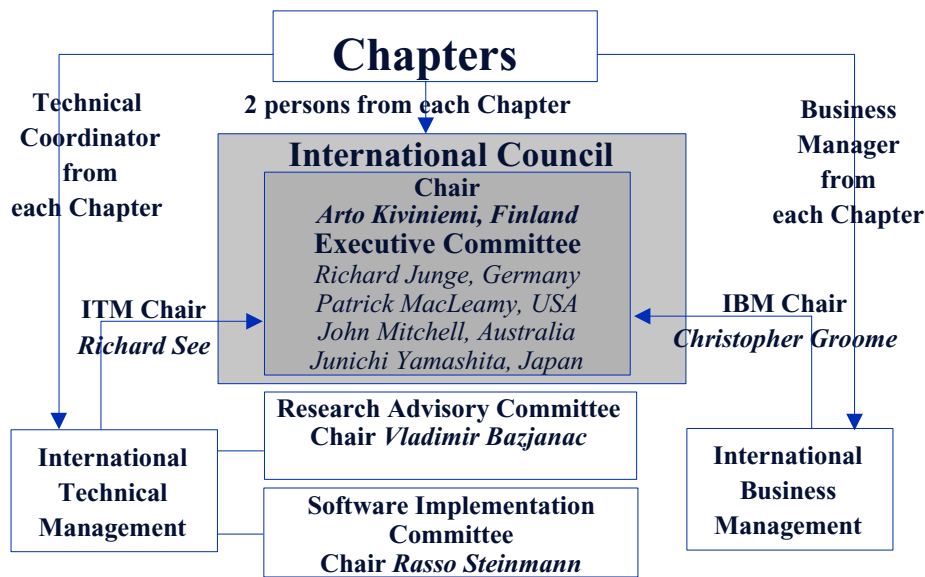 Chapters
2 persons from each Chapter
Technical
Coordinator
from
each Chapter
Business
Manager
from
each Chapter
International Council
Chair
Arto Kiviniemi, Finland
Executive Committee
Richard Junge, Germany
Patrick MacLeamy, USA
John Mitchell, Australia
Junichi Yamashita, Japan
ITM Chair
Richard See
IBM Chair
Christopher Groome
Research Advisory Committee
Chair Vladimir Bazjanac
International
Technical
Management
Software Implementation
Committee
Chair Rasso Steinmann
International
Business
Management